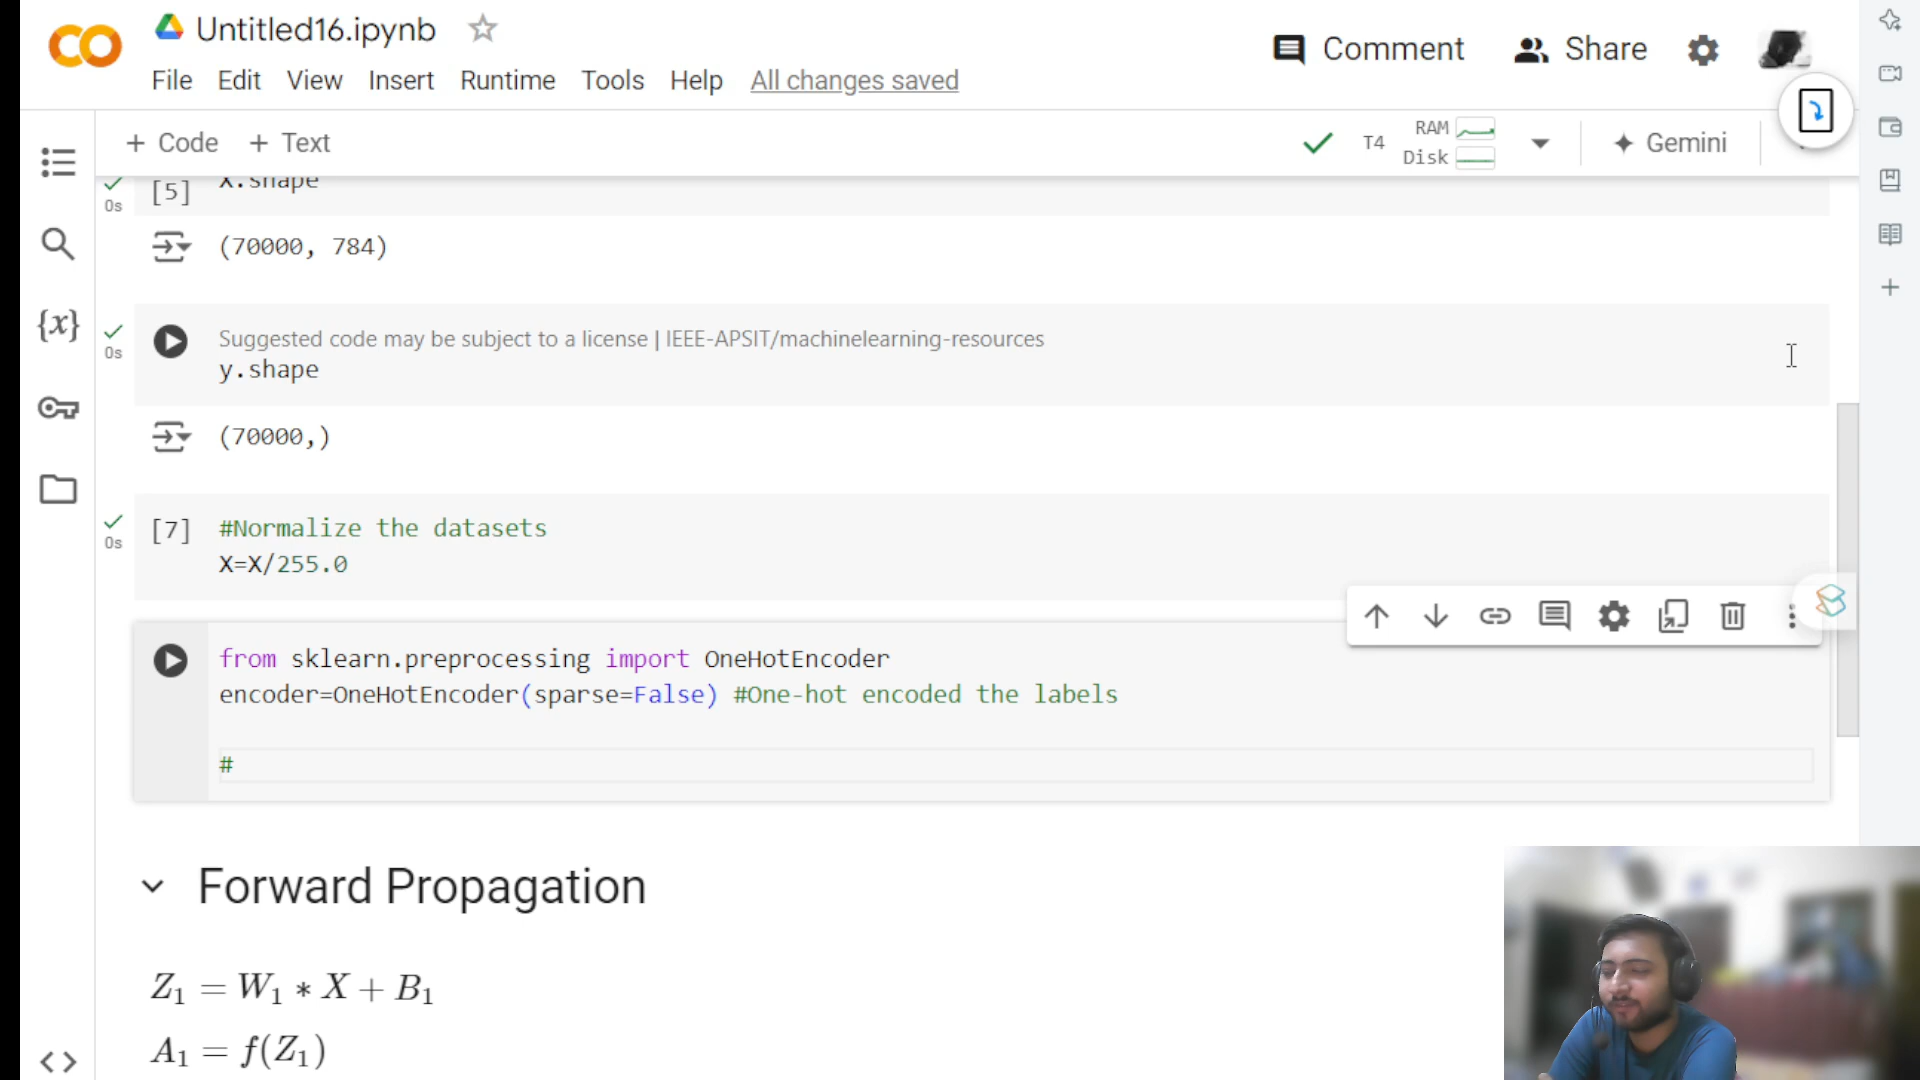 Untitled16.ipynb
Comment
Share
File Edit View Insert Runtime Tools Help All changes saved
+ Code + Text
T4
RAM
Disk
Gemini
[5] X.shape
0s
(70000, 784)
Suggested code may be subject to a license | IEEE-APSIT/machinelearning-resources
0s
y.shape
(70000,)
[7] #Normalize the datasets
0s
X=X/255.0
from sklearn.preprocessing import OneHotEncoder
encoder=OneHotEncoder(sparse=False) #One-hot encoded the labels
#
Forward Propagation
Z₁ = W₁ ∗ X + B₁
A₁ = f(Z₁)